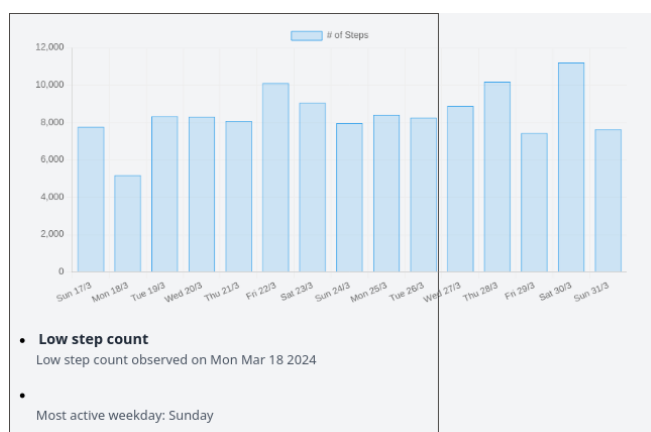 # of Steps
12,000
10,000
8,000
6,000
4,000
2,000
0
Sun 17/3 Mon 18/3 Tue 19/3 Wed 20/3 Thu 21/3 Fri 22/3 Sat 23/3 Sun 24/3 Mon 25/3 Tue 26/3 Wed 27/3 Thu 28/3 Fri 29/3 Sat 30/3 Sun 31/3
Low step count
Low step count observed on Mon Mar 18 2024
Most active weekday: Sunday